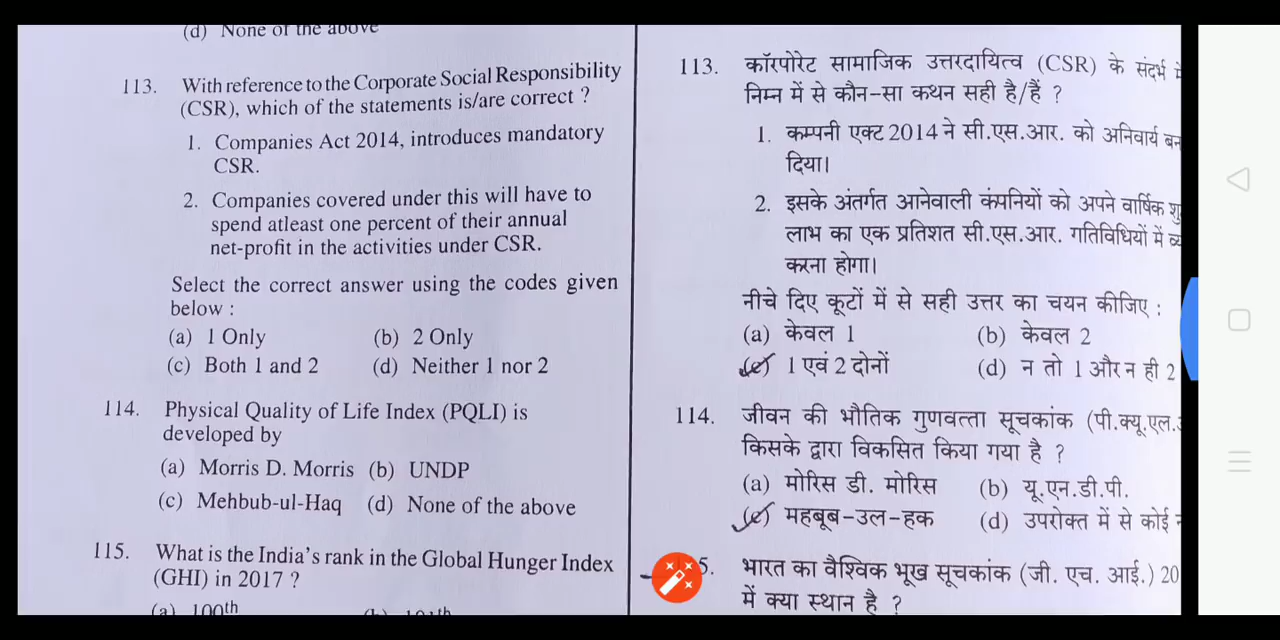 (d) None of the above
113. With reference to the Corporate Social Responsibility
(CSR), which of the statements is/are correct ?
1. Companies Act 2014, introduces mandatory
CSR.
2. Companies covered under this will have to
spend atleast one percent of their annual
net-profit in the activities under CSR.
Select the correct answer using the codes given
below :
(a) 1 Only (b) 2 Only
(c) Both 1 and 2 (d) Neither 1 nor 2
114. Physical Quality of Life Index (PQLI) is
developed by
(a) Morris D. Morris (b) UNDP
(c) Mehbub-ul-Haq (d) None of the above
115. What is the India's rank in the Global Hunger Index
(GHI) in 2017 ?
(a) 100th
113. कॉरपोरेट सामाजिक उत्तरदायित्व (CSR) के संदर्भ
निम्न में से कौन-सा कथन सही है/हैं ?
1. कम्पनी एक्ट 2014 ने सी.एस.आर. को अनिवार्य
दिया।
2. इसके अंतर्गत आनेवाली कंपनियों को अपने वार्षिक
लाभ का एक प्रतिशत सी.एस.आर. गतिविधियों में
करना होगा।
नीचे दिए कूटों में से सही उत्तर का चयन कीजिए :
(a) केवल 1 (b) केवल 2
(c) 1 एवं 2 दोनों (d) न तो 1 और न ही 2
114. जीवन की भौतिक गुणवत्ता सूचकांक (पी.क्यू.एल.
किसके द्वारा विकसित किया गया है ?
(a) मोरिस डी. मोरिस (b) यू.एन.डी.पी.
(c) महबूब-उल-हक (d) उपरोक्त में से कोई
5. भारत का वैश्विक भूख सूचकांक (जी. एच. आई.) 20
में क्या स्थान है ?